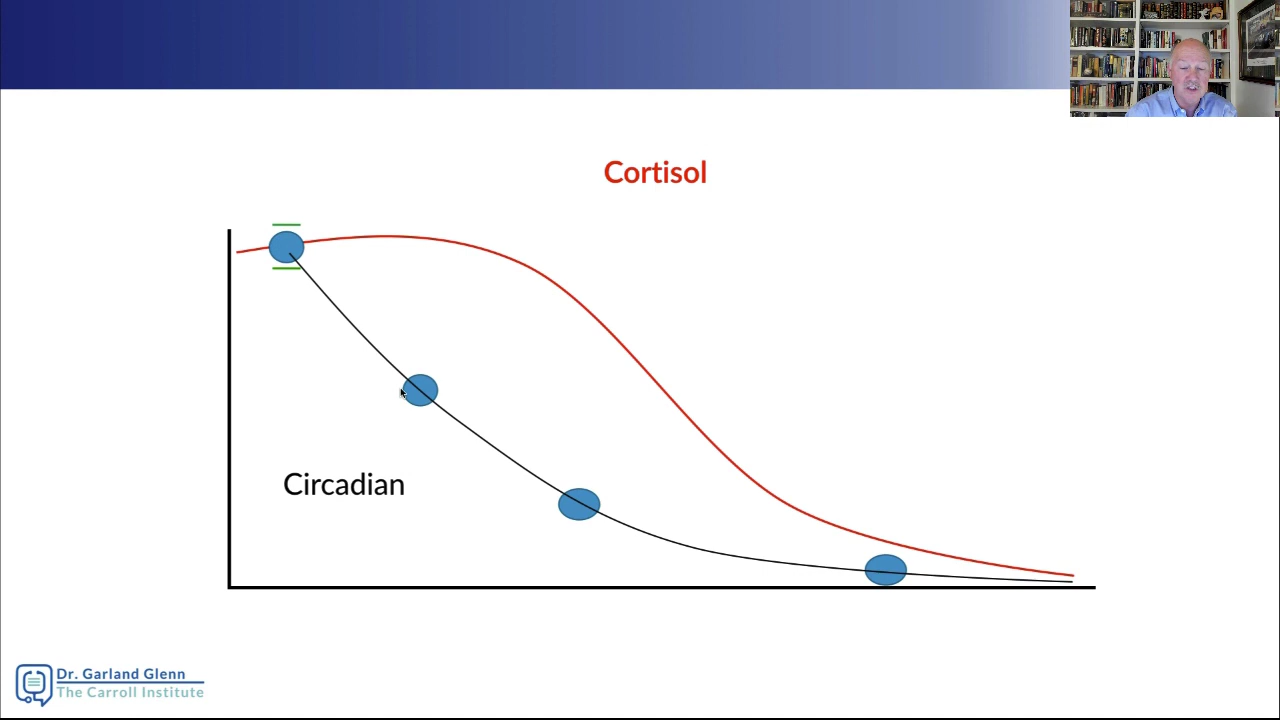 Cortisol
Circadian
Dr. Garland Glenn
The Carroll Institute